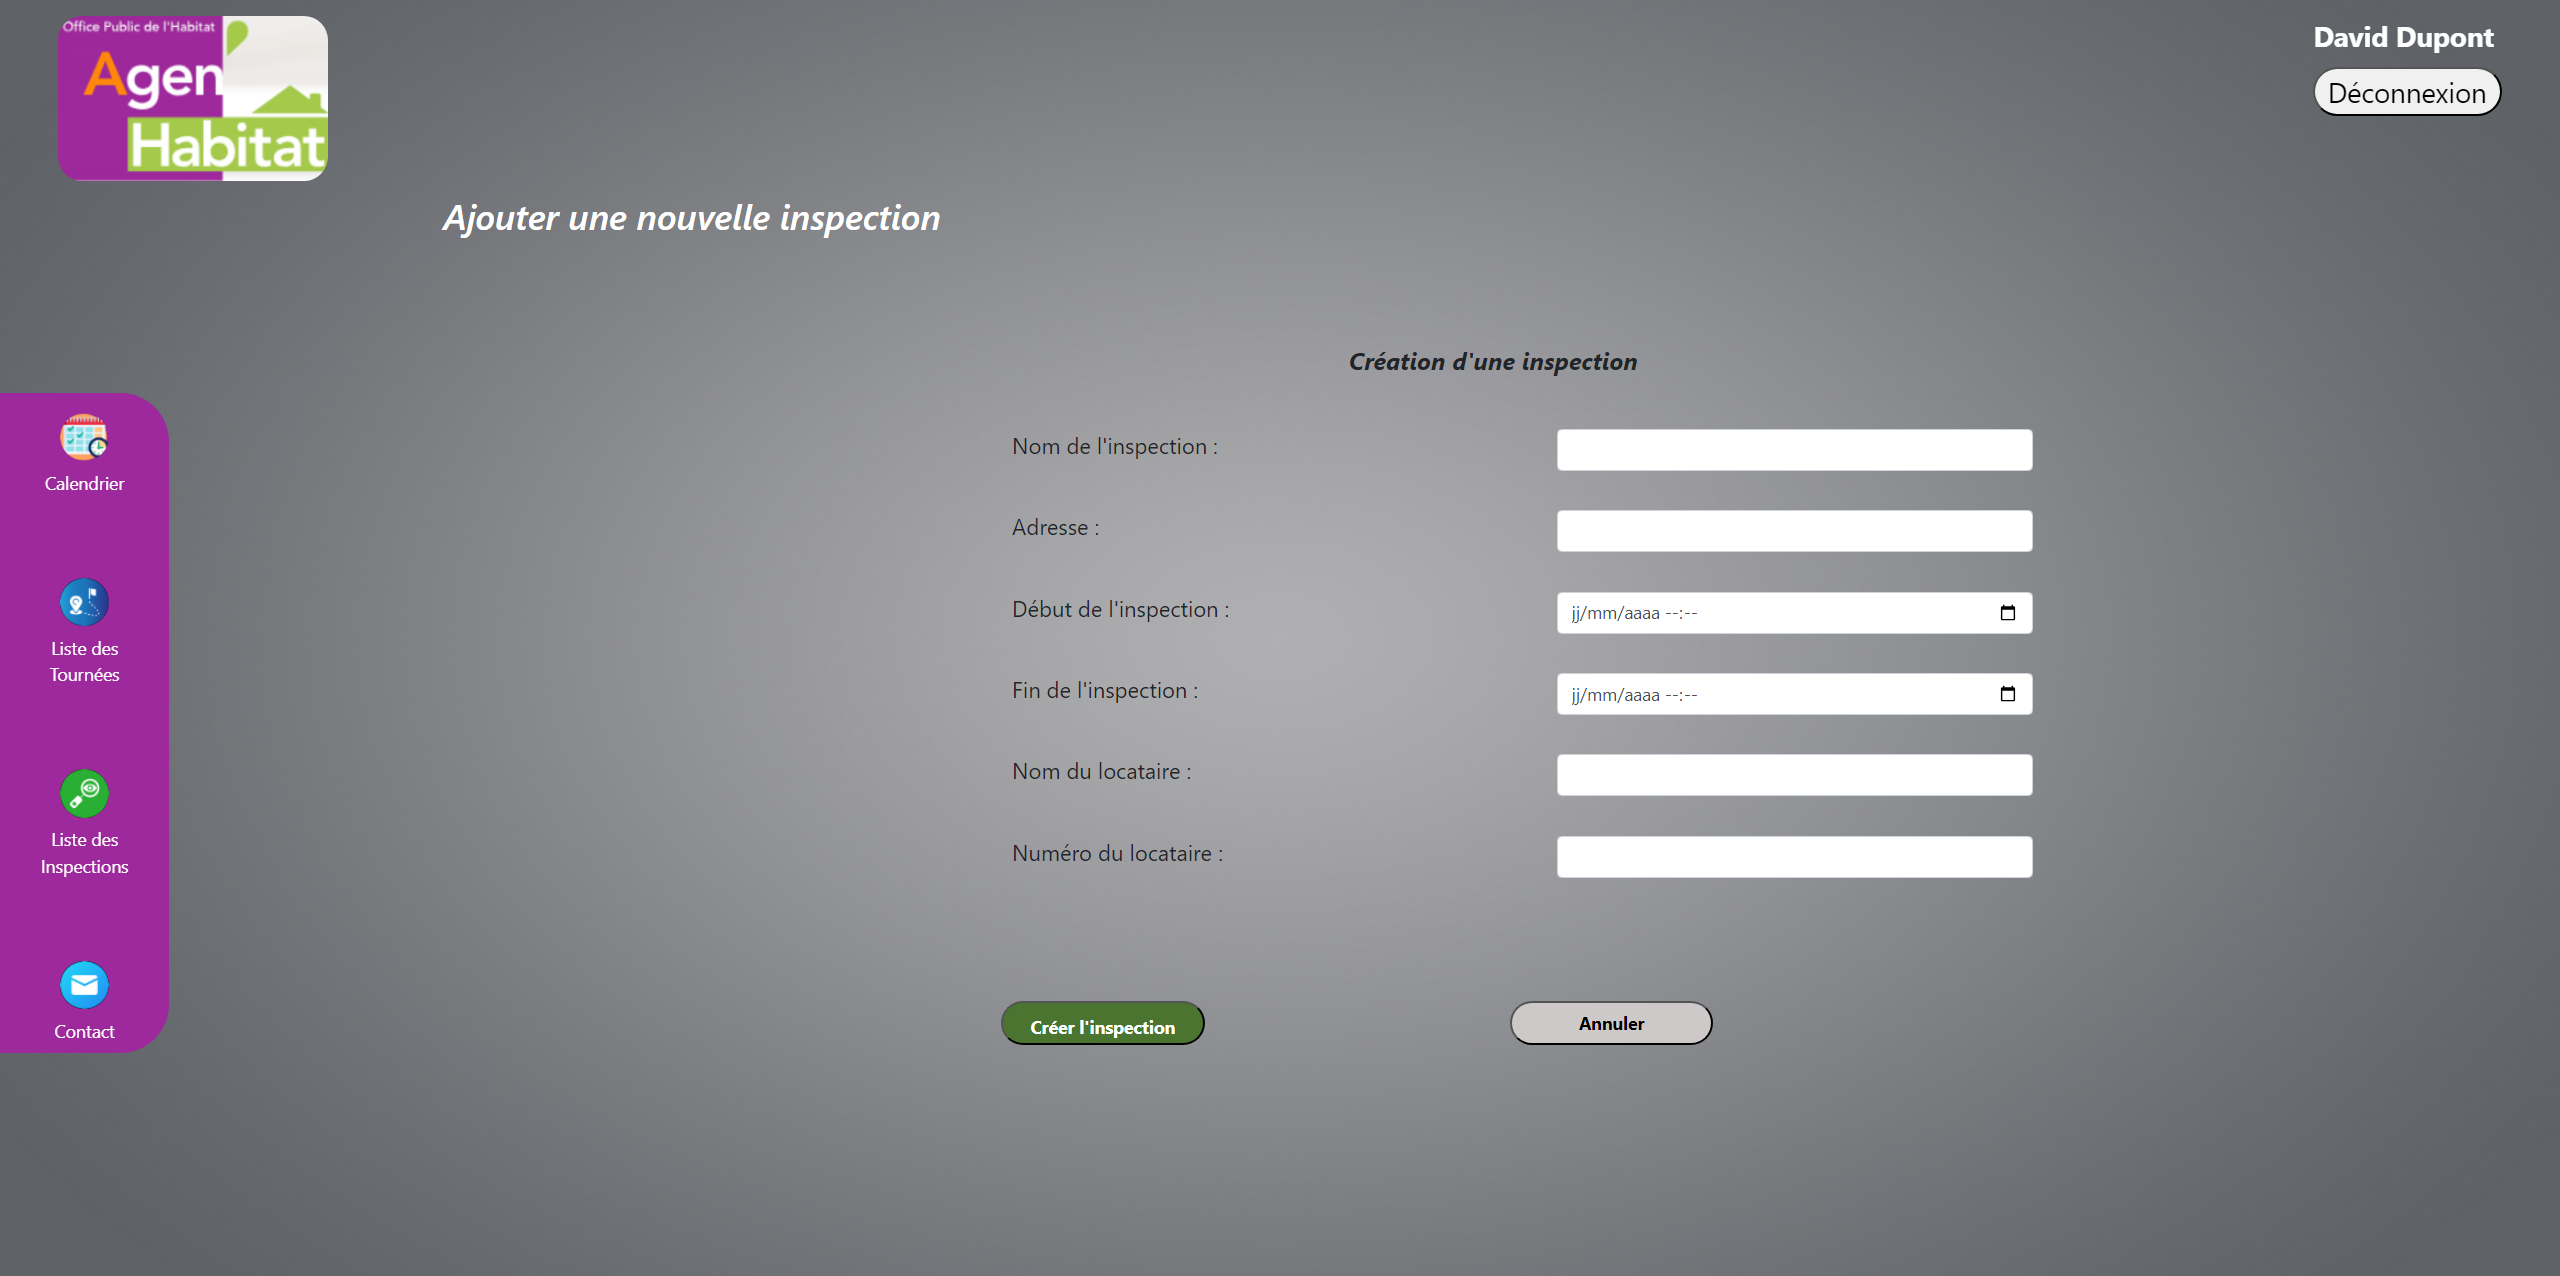 Office Public de l'Habitat
Agen
Habitat
David Dupont
Déconnexion
Ajouter une nouvelle inspection
Création d'une inspection
Nom de l'inspection :
Adresse :
Début de l'inspection :
jj/mm/aaaa --:--
Fin de l'inspection :
jj/mm/aaaa --:--
Nom du locataire :
Numéro du locataire :
Créer l'inspection
Annuler
Calendrier
Liste des
Tournées
Liste des
Inspections
Contact